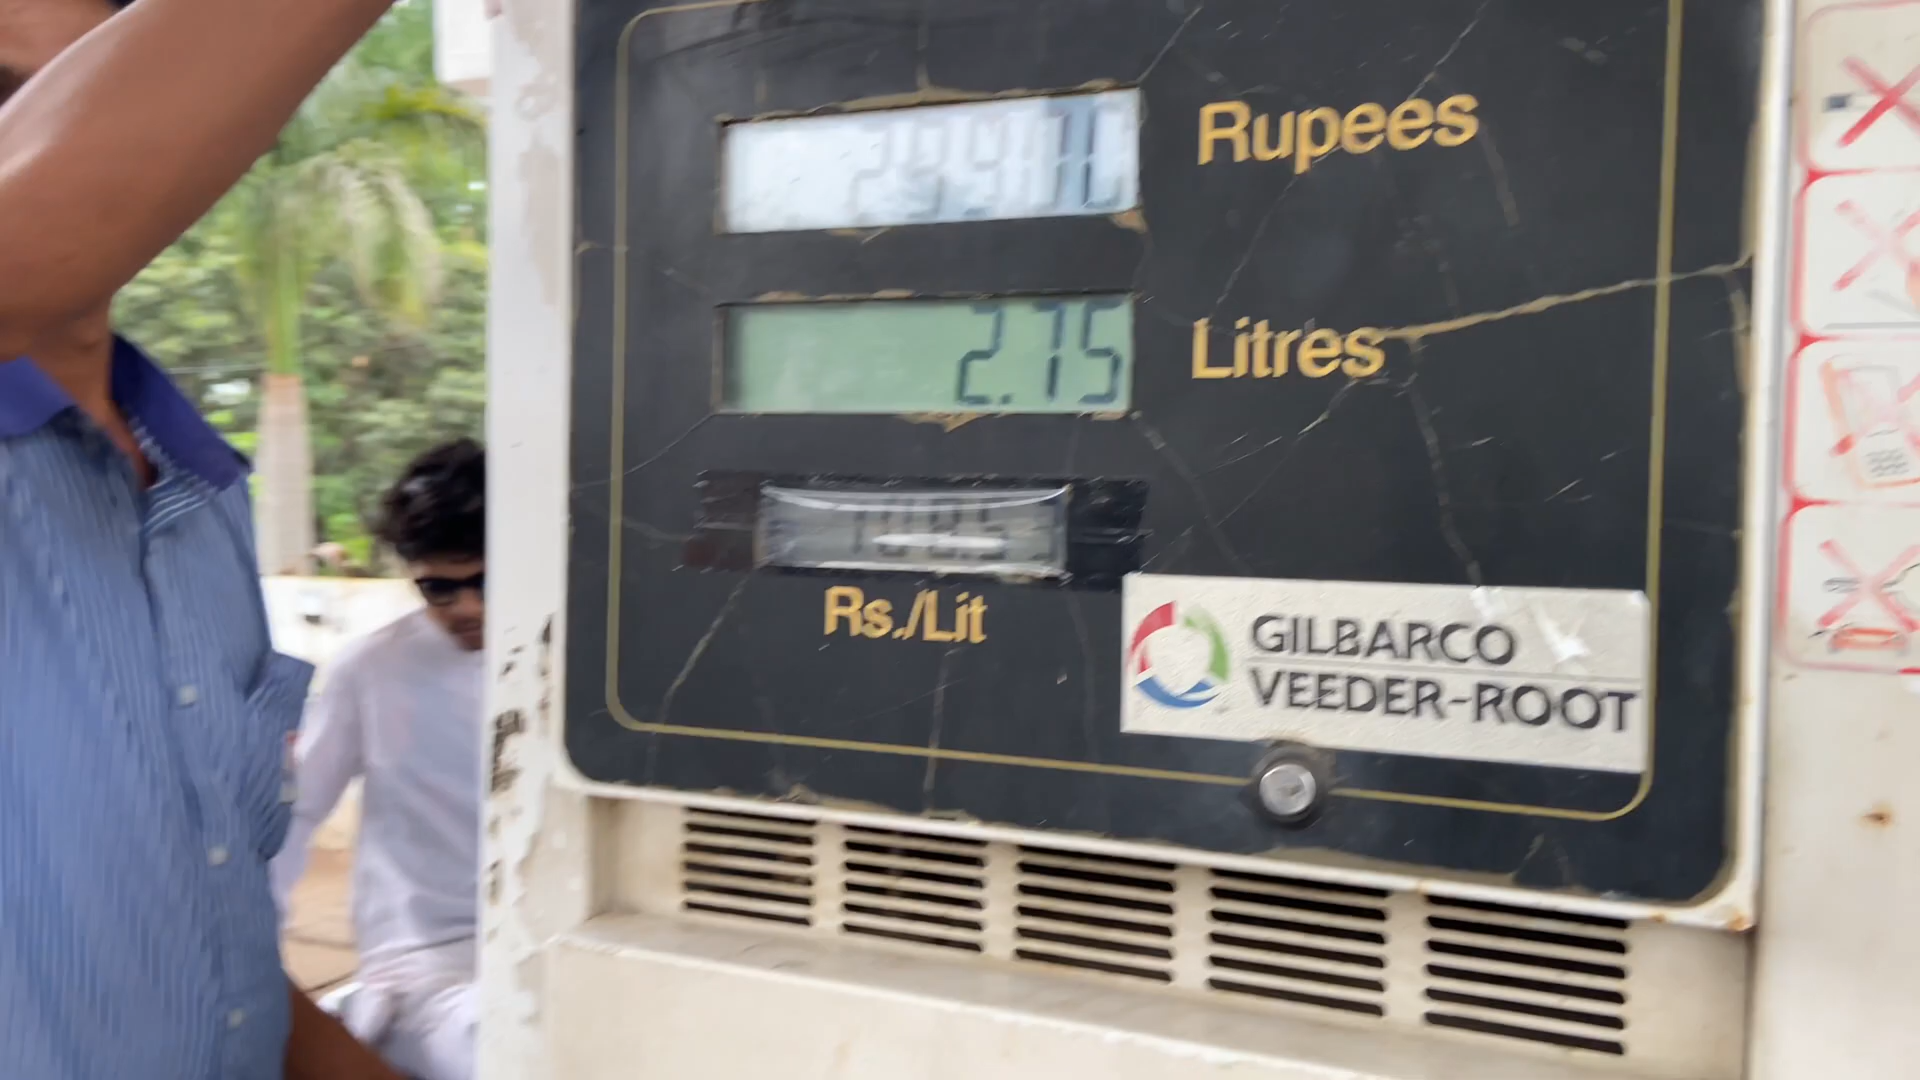 Rupees
2.75
Litres
Rs./Lit
GILBARCO
VEEDER-ROOT